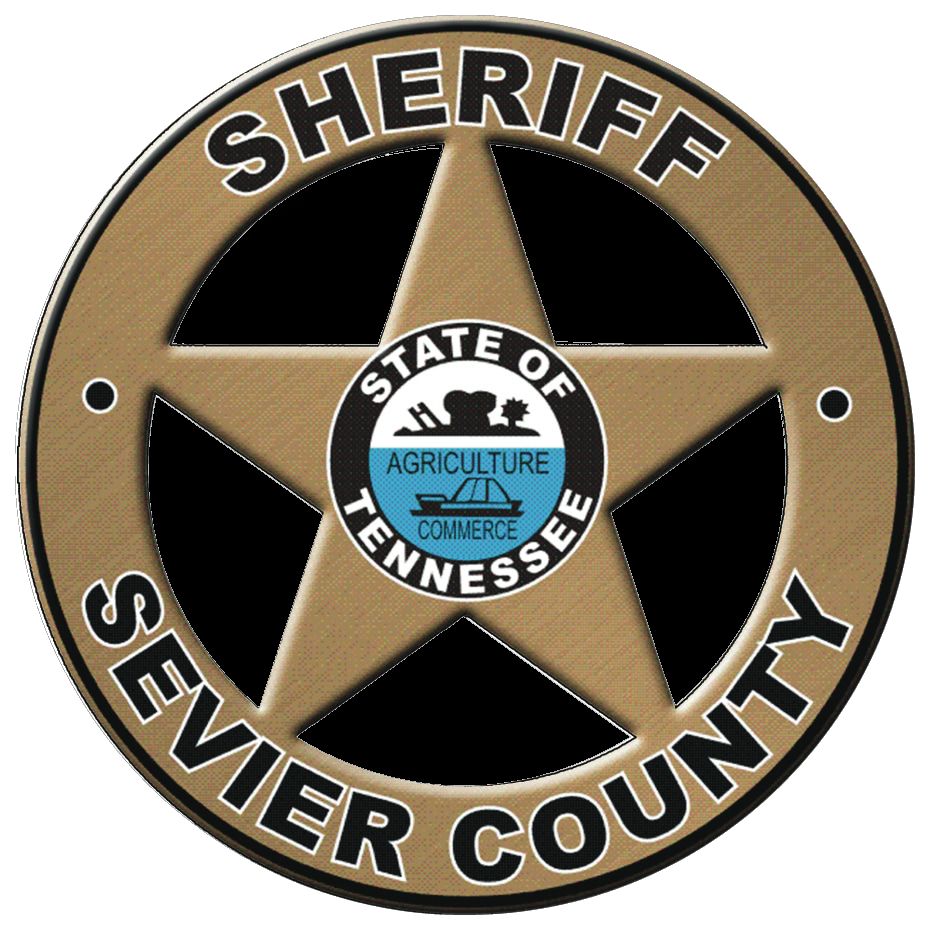 SHERIFF
STATE OF
AGRICULTURE
COMMERCE
TENNESSEE
SEVIER COUNTY